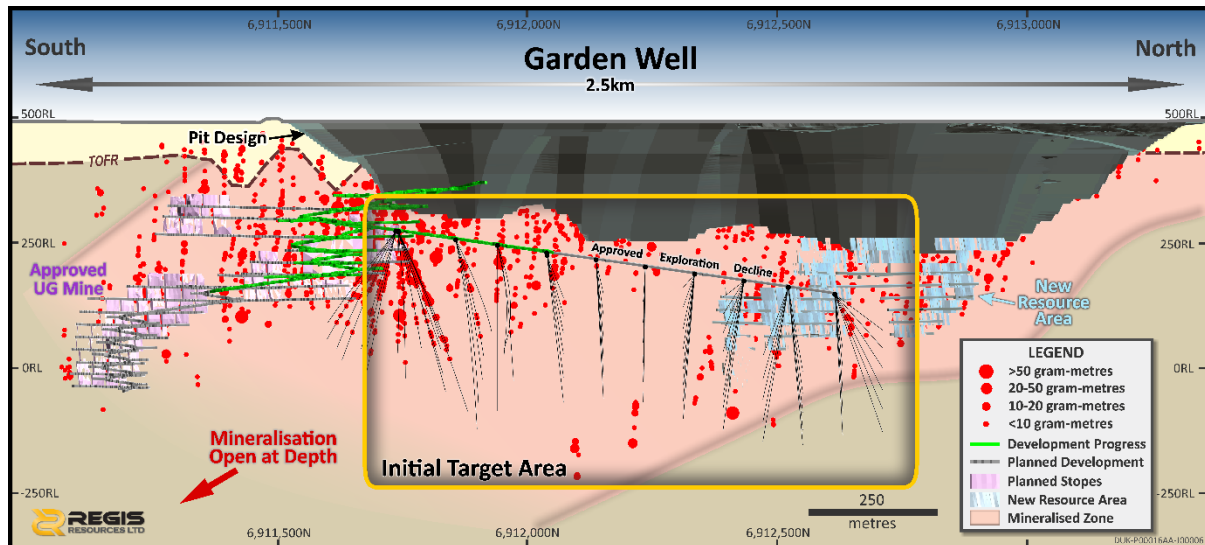 6,911,500N
6,912,000N
6,912,500N
6,913,000N
South
Garden Well
North
2.5km
500RL
500RL
Pit Design
TOFR
250RL
250RL
Approved
UG Mine
Approved Exploration Decline
New
Resource
Area
0RL
0RL
LEGEND
>50 gram-metres
20-50 gram-metres
10-20 gram-metres
<10 gram-metres
Development Progress
Planned Development
Planned Stopes
New Resource Area
Mineralised Zone
Mineralisation
Open at Depth
Initial Target Area
-250RL
-250RL
250
metres
REGIS
RESOURCES LTD
6,911,500N
6,912,000N
6,912,500N
6,913,000N
DUK-P00016AA-J00006